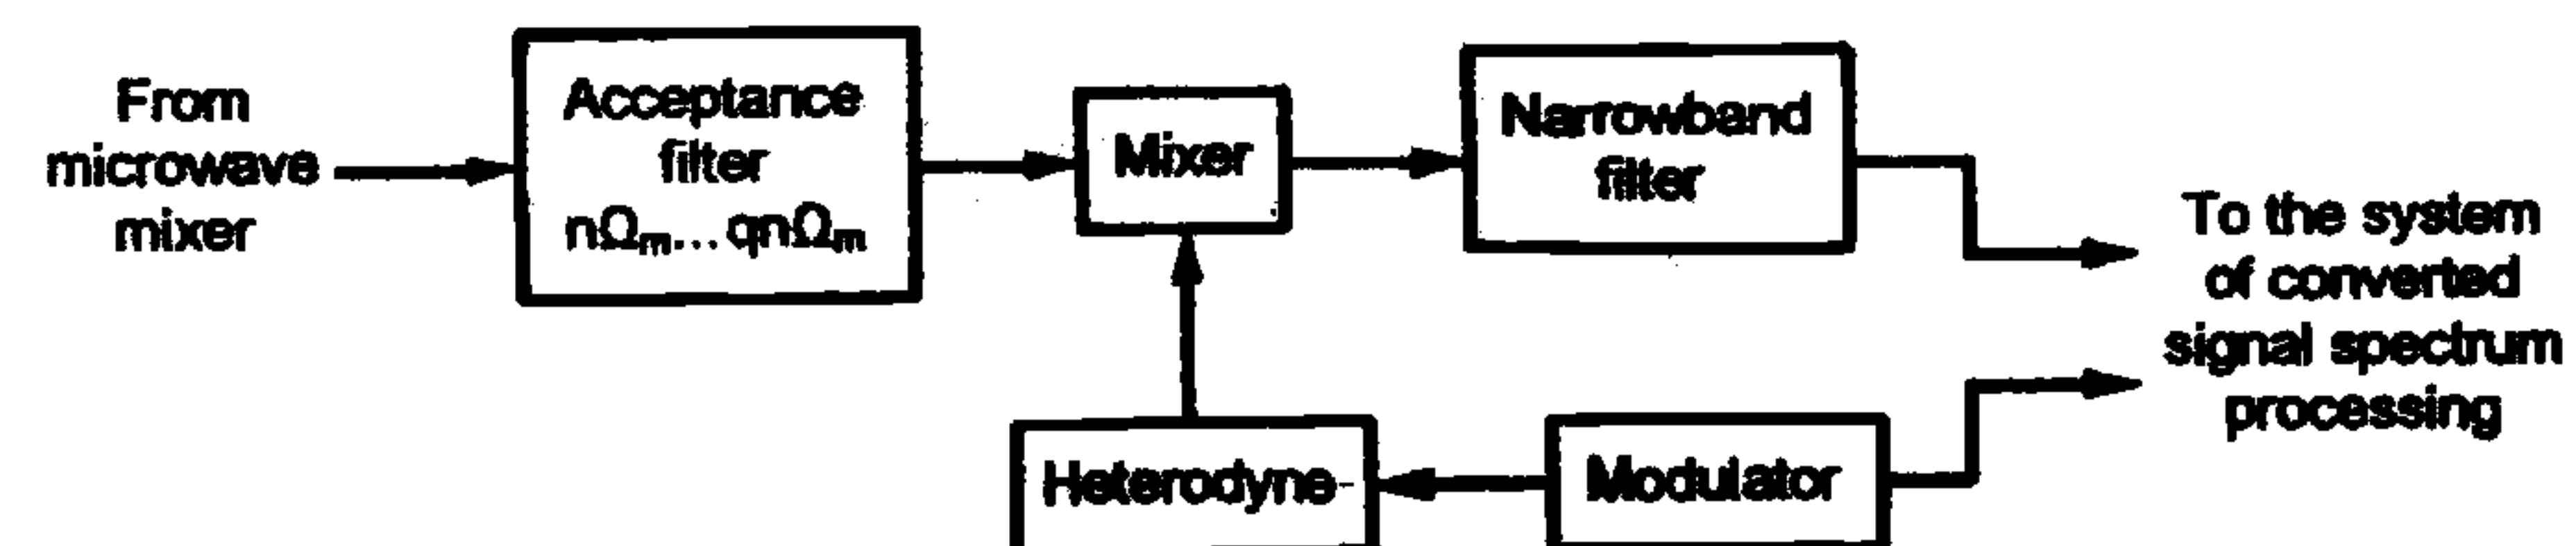 From
microwave
mixer
Acceptance
filter
nΩm...qnΩm
Mixer
Narrowband
filter
To the system
of converted
signal spectrum
processing
Heterodyne
Modulator